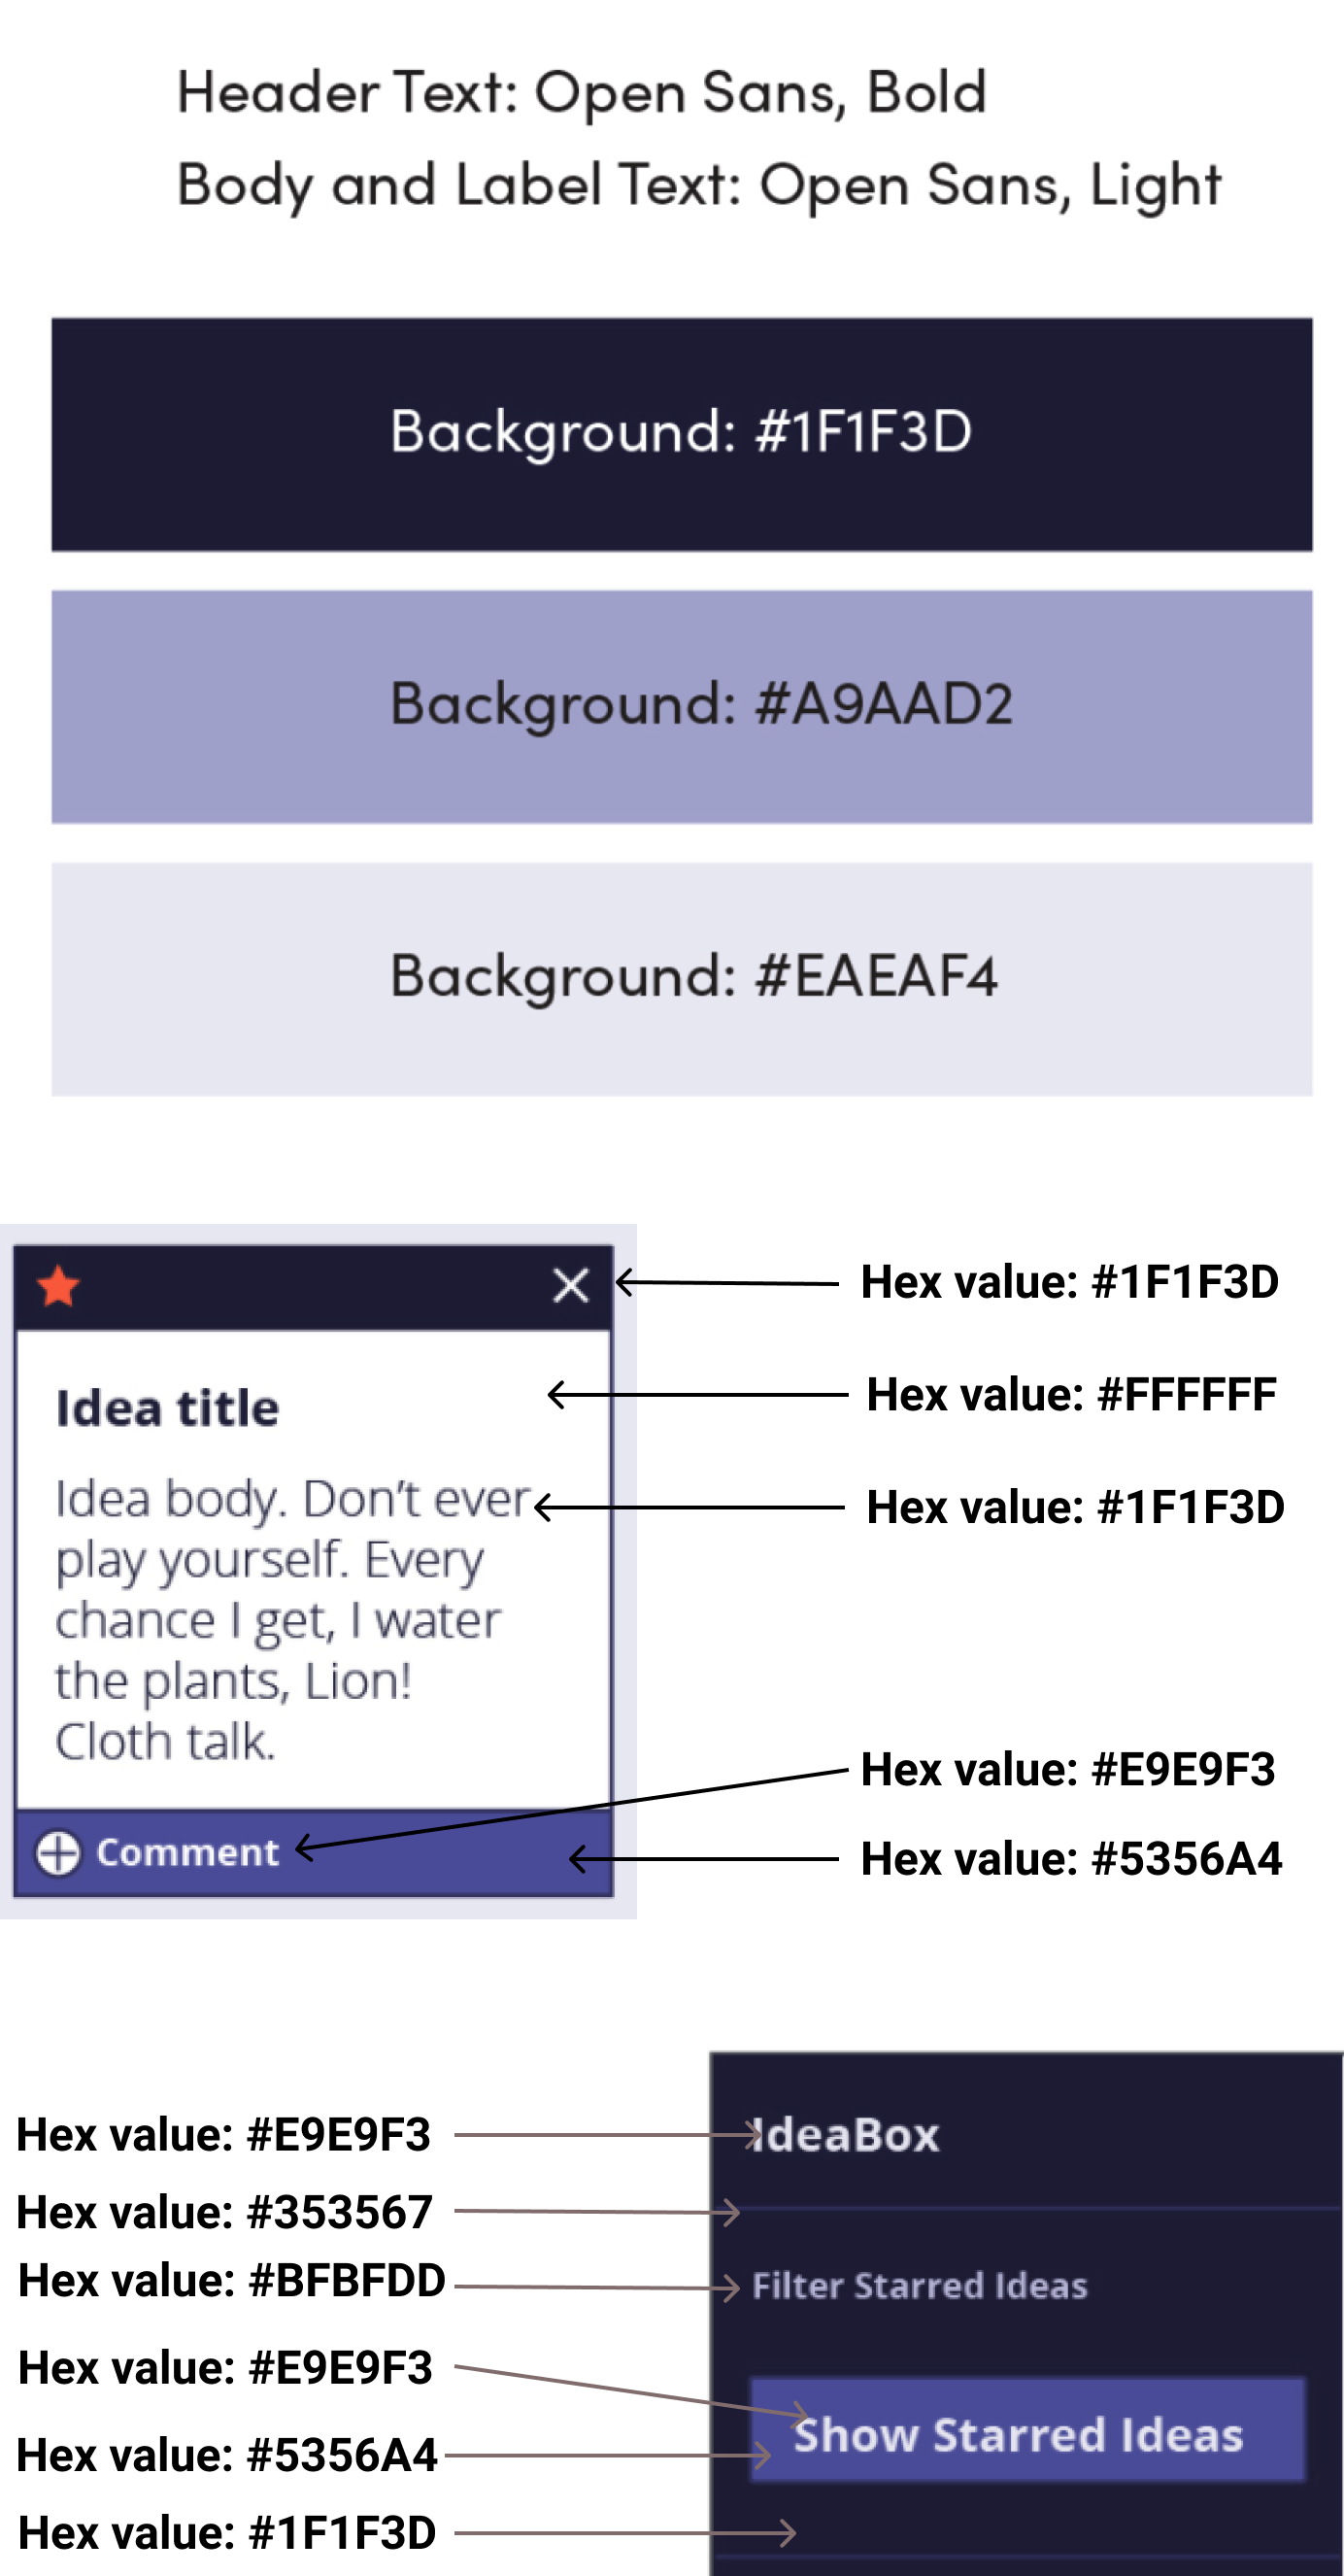 Header Text: Open Sans, Bold
Body and Label Text: Open Sans, Light
Background: #1F1F3D
Background: #A9AAD2
Background: #EAEAF4
Hex value: #1F1F3D
Idea title
Hex value: #FFFFFF
Idea body. Don't ever
play yourself. Every
chance I get, I water
the plants, Lion!
Cloth talk.
Hex value: #1F1F3D
Comment
Hex value: #E9E9F3
Hex value: #5356A4
Hex value: #E9E9F3
IdeaBox
Hex value: #353567
Hex value: #BFBFDD
Filter Starred Ideas
Hex value: #E9E9F3
Show Starred Ideas
Hex value: #5356A4
Hex value: #1F1F3D